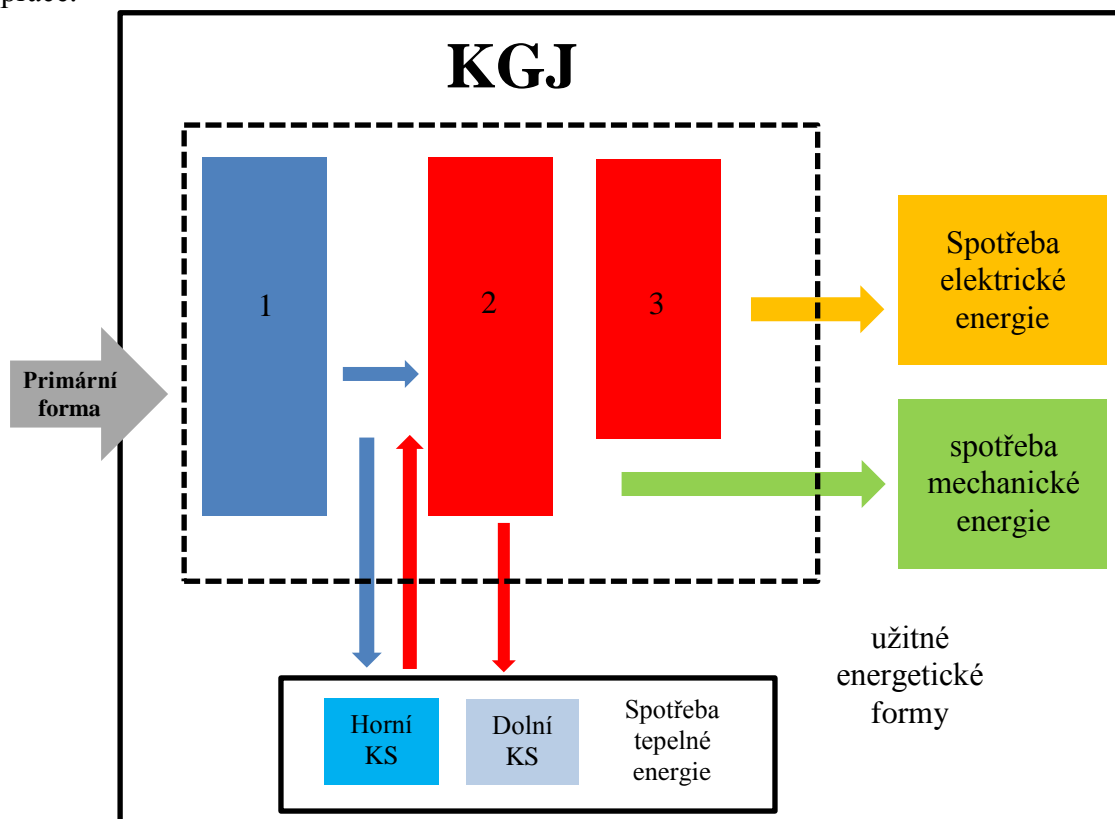 práce.
KGJ
1
2
3
Primární
forma
Spotřeba
elektrické
energie
spotřeba
mechanické
energie
užitné
energetické
formy
Horní
KS
Dolní
KS
Spotřeba
tepelné
energie